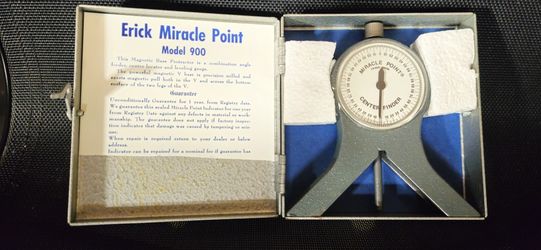 Erick Miracle Point
Model 900
This Magnetic Base Protractor is a combination angle
finder, center locator and leveling gauge.
The powerful magnetic V base is precision milled and
exerts magnetic pull both in the V and across the bottom
surface of the two legs of the V.
Guarantee
Unconditionally Guarantee for 1 year from Registry date.
We guarantee this sealed Miracle Point Indicator for one
year from Registry Date against any defects in material or work-
manship. The guarantee does not apply if factory inspec
tion indicates that damage was caused by tampering or mis
use.
When repair is required return to your dealer or below
address.
Indicator can be repaired for a nominal fee if guarantee has
MIRACLE POINT
CENTER FINDER